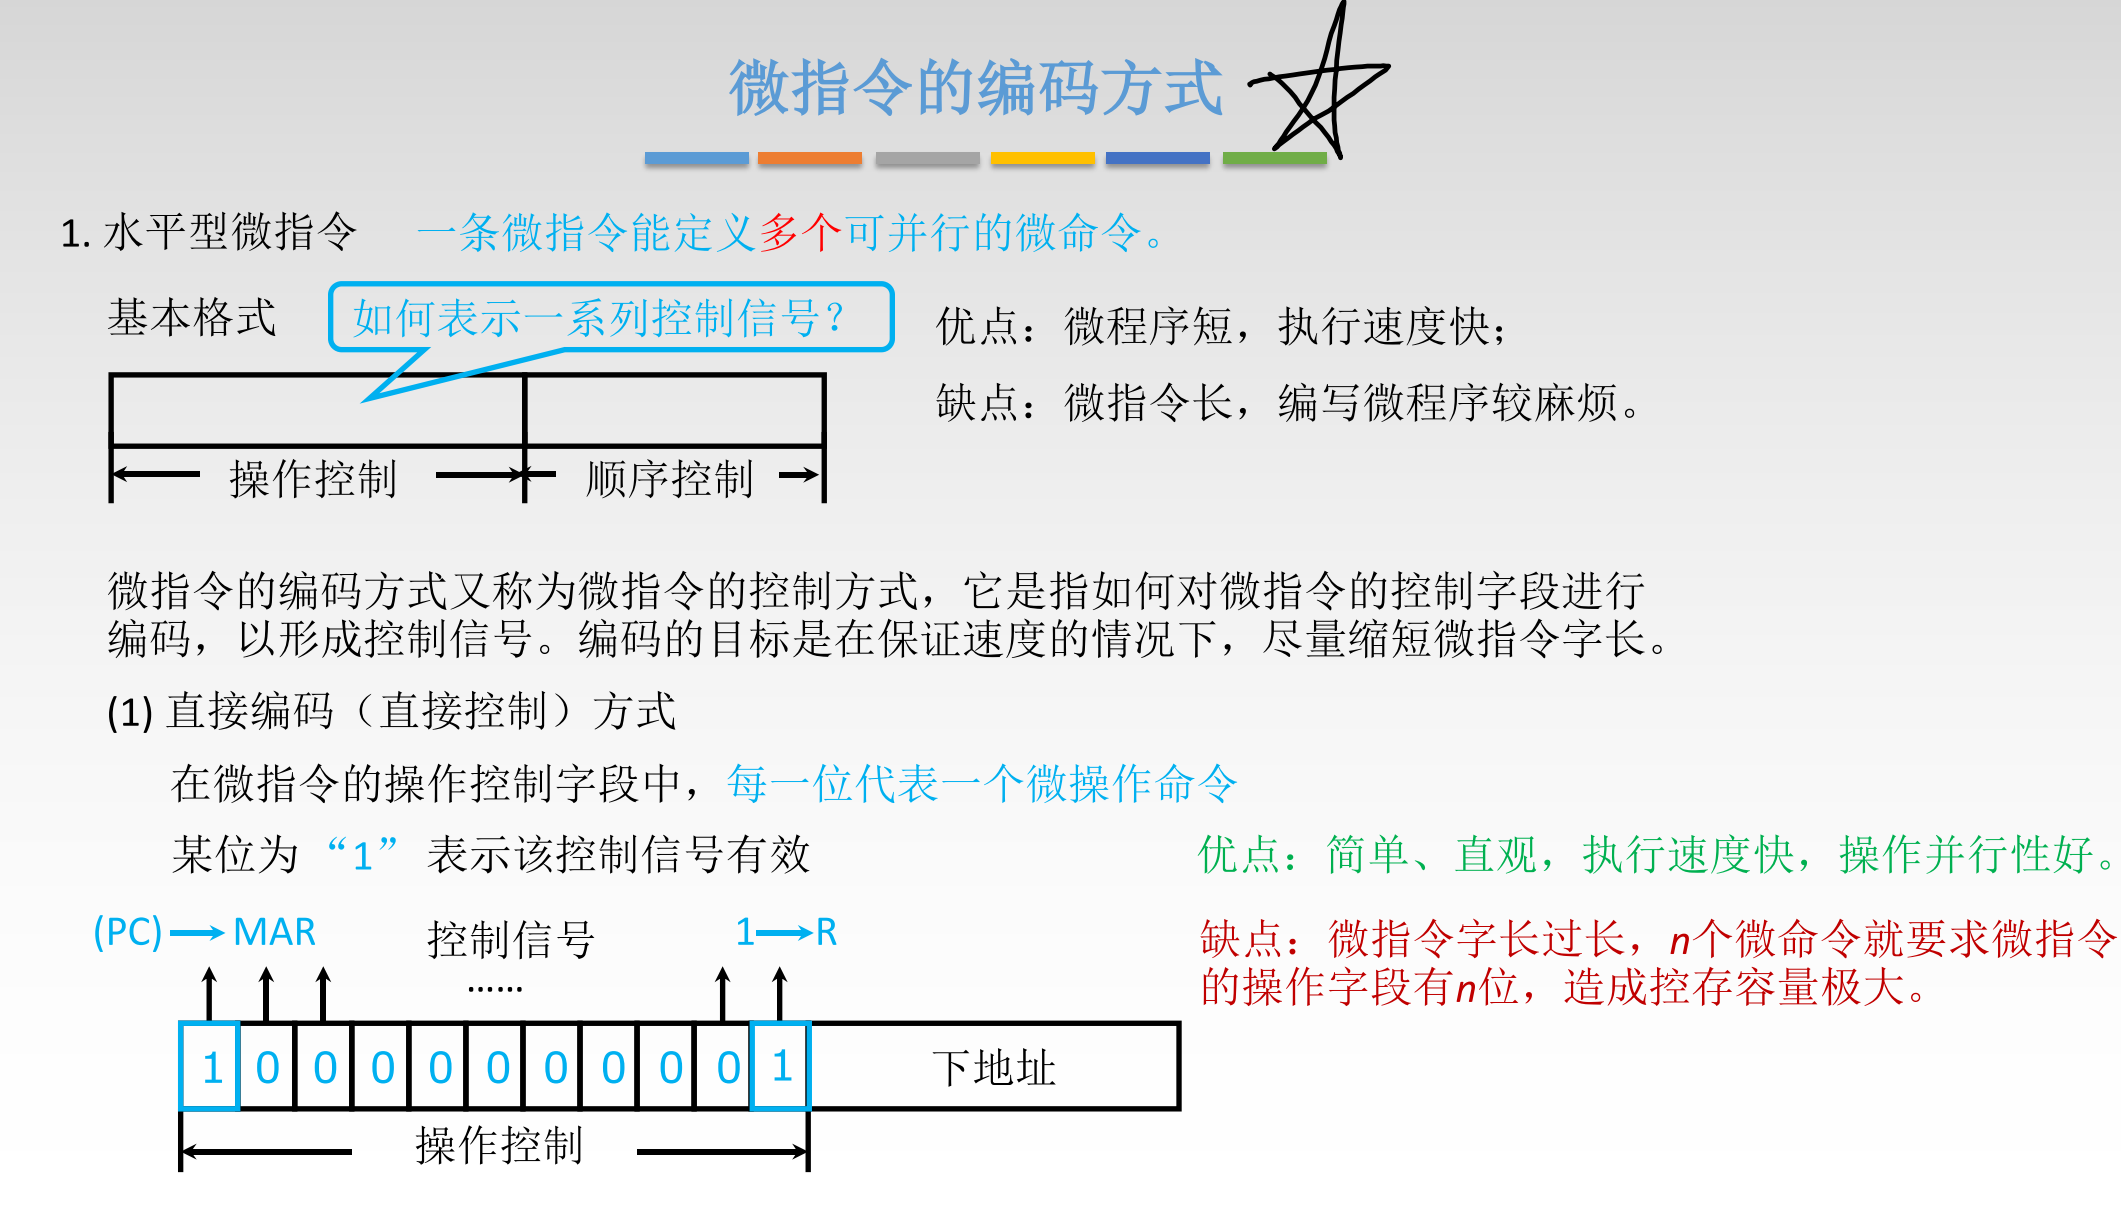 微指令的编码方式
1. 水平型微指令 一条微指令能定义多个可并行的微命令。
基本格式 如何表示一系列控制信号？
优点：微程序短，执行速度快；
缺点：微指令长，编写微程序较麻烦。
操作控制 顺序控制
微指令的编码方式又称为微指令的控制方式，它是指如何对微指令的控制字段进行
编码，以形成控制信号。编码的目标是在保证速度的情况下，尽量缩短微指令字长。
(1) 直接编码（直接控制）方式
在微指令的操作控制字段中，每一位代表一个微操作命令
某位为“1” 表示该控制信号有效
优点：简单、直观，执行速度快，操作并行性好。
缺点：微指令字长过长，n个微命令就要求微指令
的操作字段有n位，造成控存容量极大。
(PC) → MAR 控制信号 1 → R
……
1 0 0 0 0 0 0 0 0 0 1 下地址
操作控制